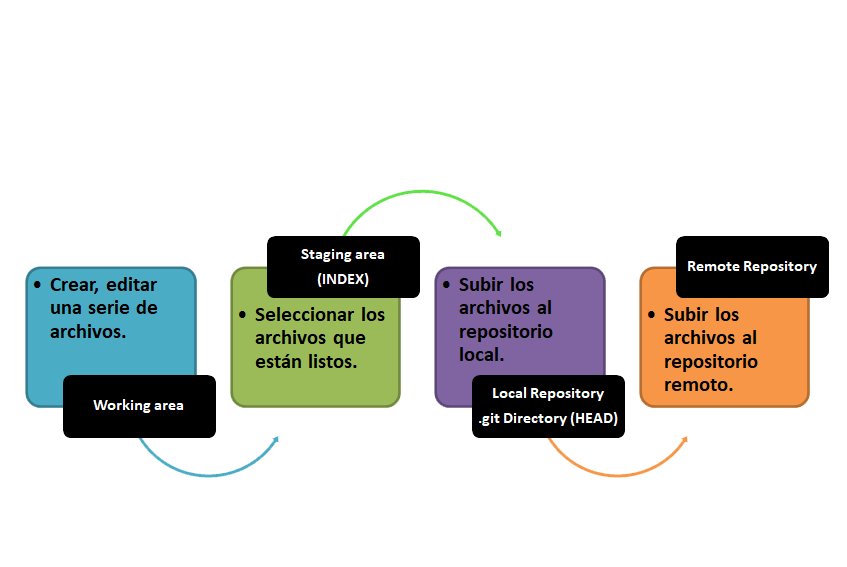 • Crear, editar
una serie de
archivos.
Working area
Staging area
(INDEX)
• Seleccionar los
archivos que
están listos.
• Subir los
archivos al
repositorio
local.
Local Repository
.git Directory (HEAD)
Remote Repository
• Subir los
archivos al
repositorio
remoto.